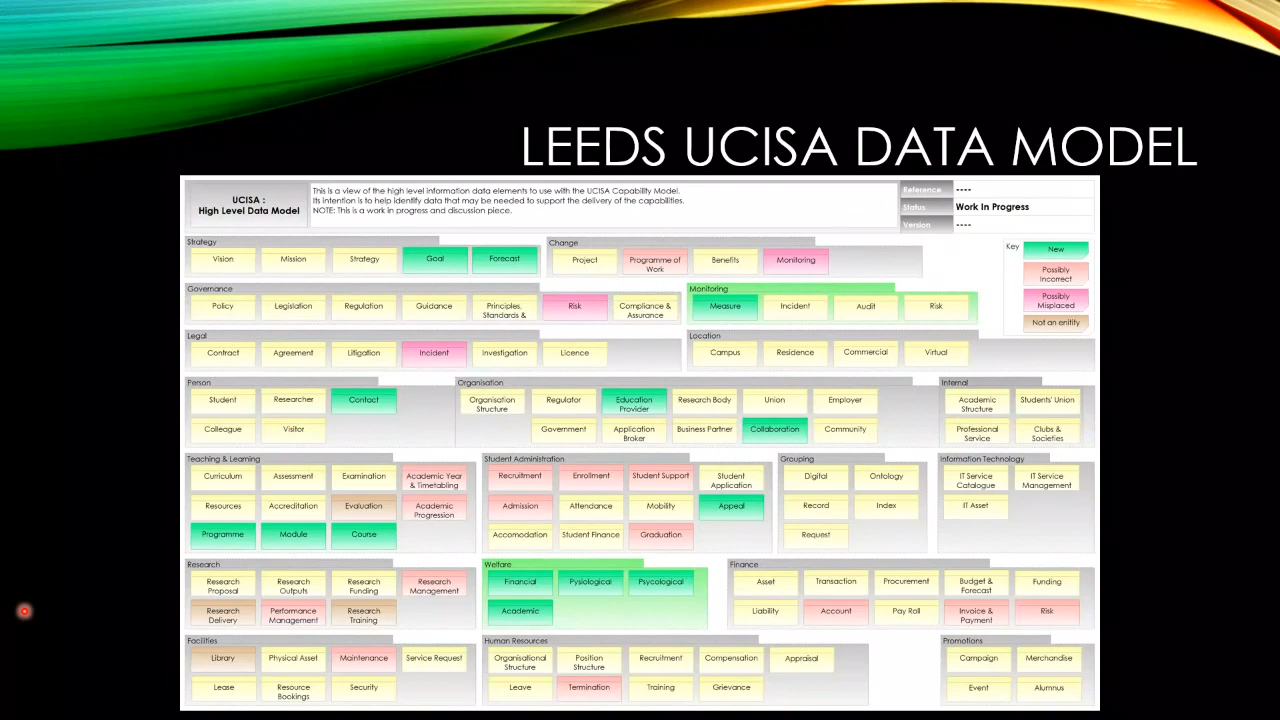 LEEDS UCISA DATA MODEL
UCISA :
High Level Data Model
This is a view of the high level information data elements to use with the UCISA Capability Model.
Its intention is to help identify data that may be needed to support the delivery of the capabilities.
NOTE: This is a work in progress and discussion piece.
Reference ----
Status Work In Progress
Version ----
Key
New
Possibly
Incorrect
Possibly
Misplaced
Not an enitity
Strategy
Vision
Mission
Strategy
Goal
Forecast
Change
Project
Programme of
Work
Benefits
Monitoring
Governance
Policy
Legislation
Regulation
Guidance
Principles,
Standards &
Risk
Compliance &
Assurance
Monitoring
Measure
Incident
Audit
Risk
Legal
Contract
Agreement
Litigation
Incident
Investigation
Licence
Location
Campus
Residence
Commercial
Virtual
Person
Student
Researcher
Contact
Colleague
Visitor
Organisation
Organisation
Structure
Regulator
Education
Provider
Research Body
Union
Employer
Government
Application
Broker
Business Partner
Collaboration
Community
Internal
Academic
Structure
Students' Union
Professional
Service
Clubs &
Societies
Teaching & Learning
Curriculum
Assessment
Examination
Academic Year
& Timetabling
Resources
Accreditation
Evaluation
Academic
Progression
Programme
Module
Course
Student Administration
Recruitment
Enrollment
Student Support
Student
Application
Admission
Attendance
Mobility
Appeal
Accomodation
Student Finance
Graduation
Grouping
Digital
Ontology
Record
Index
Request
Information Technology
IT Service
Catalogue
IT Service
Management
IT Asset
Research
Research
Proposal
Research
Outputs
Research
Funding
Research
Management
Research
Delivery
Performance
Management
Research
Training
Welfare
Financial
Pysiological
Psycological
Academic
Finance
Asset
Transaction
Procurement
Budget &
Forecast
Funding
Liability
Account
Pay Roll
Invoice &
Payment
Risk
Facilities
Library
Physical Asset
Maintenance
Service Request
Lease
Resource
Bookings
Security
Human Resources
Organisational
Structure
Position
Structure
Recruitment
Compensation
Appraisal
Leave
Termination
Training
Grievance
Promotions
Campaign
Merchandise
Event
Alumnus